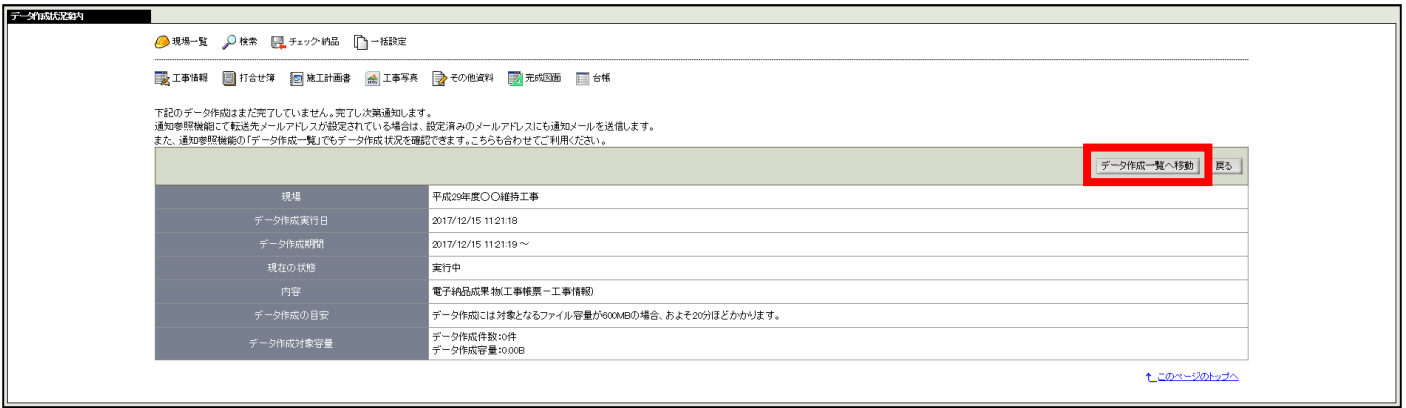 データ作成状況案内
現場一覧 検索 チェック・納品 一括設定
工事情報 打合せ簿 施工計画書 工事写真 その他資料 完成図面 台帳
下記のデータ作成はまだ完了していません。完了し次第通知します。
通知参照機能にて転送先メールアドレスが設定されている場合は、設定済みのメールアドレスにも通知メールを送信します。
また、通知参照機能の「データ作成一覧」でもデータ作成状況を確認できます。こちらも合わせてご利用ください。
データ作成一覧へ移動 戻る
現場 平成29年度〇〇維持工事
データ作成実行日 2017/12/15 11:21:18
データ作成期間 2017/12/15 11:21:19 ～
現在の状態 実行中
内容 電子納品成果物(工事帳票－工事情報)
データ作成の目安 データ作成には対象となるファイル容量が600MBの場合、およそ20分ほどかかります。
データ作成対象容量 データ作成件数:0件
データ作成容量:0.00B
このページのトップへ